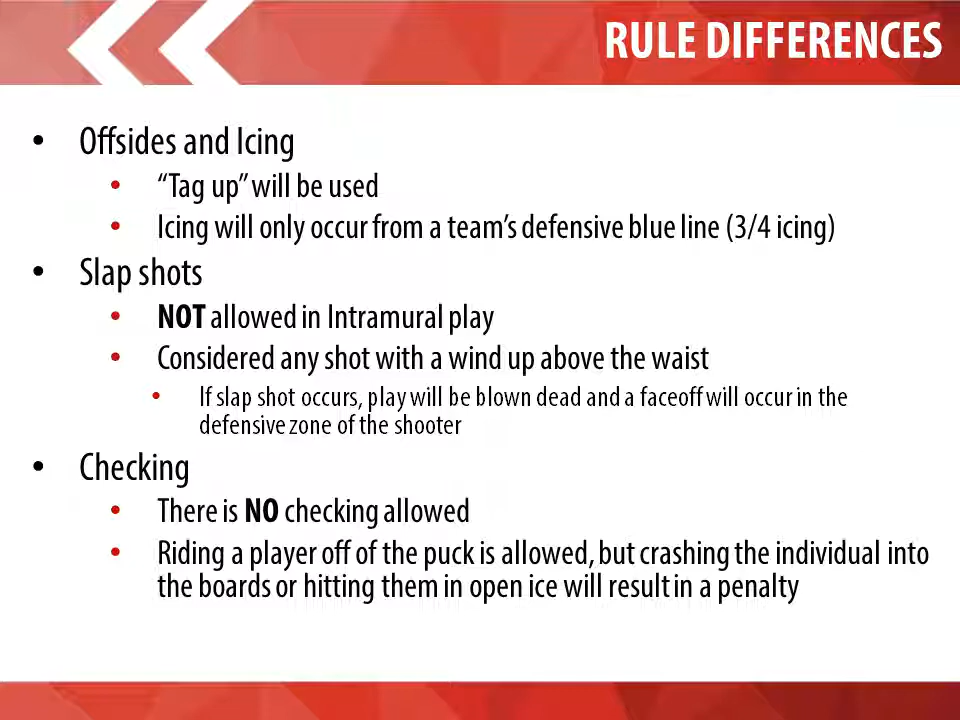 RULE DIFFERENCES
• Offsides and Icing
• “Tag up” will be used
• Icing will only occur from a team’s defensive blue line (3/4 icing)
• Slap shots
• NOT allowed in Intramural play
• Considered any shot with a wind up above the waist
• If slap shot occurs, play will be blown dead and a faceoff will occur in the
defensive zone of the shooter
• Checking
• There is NO checking allowed
• Riding a player off of the puck is allowed, but crashing the individual into
the boards or hitting them in open ice will result in a penalty